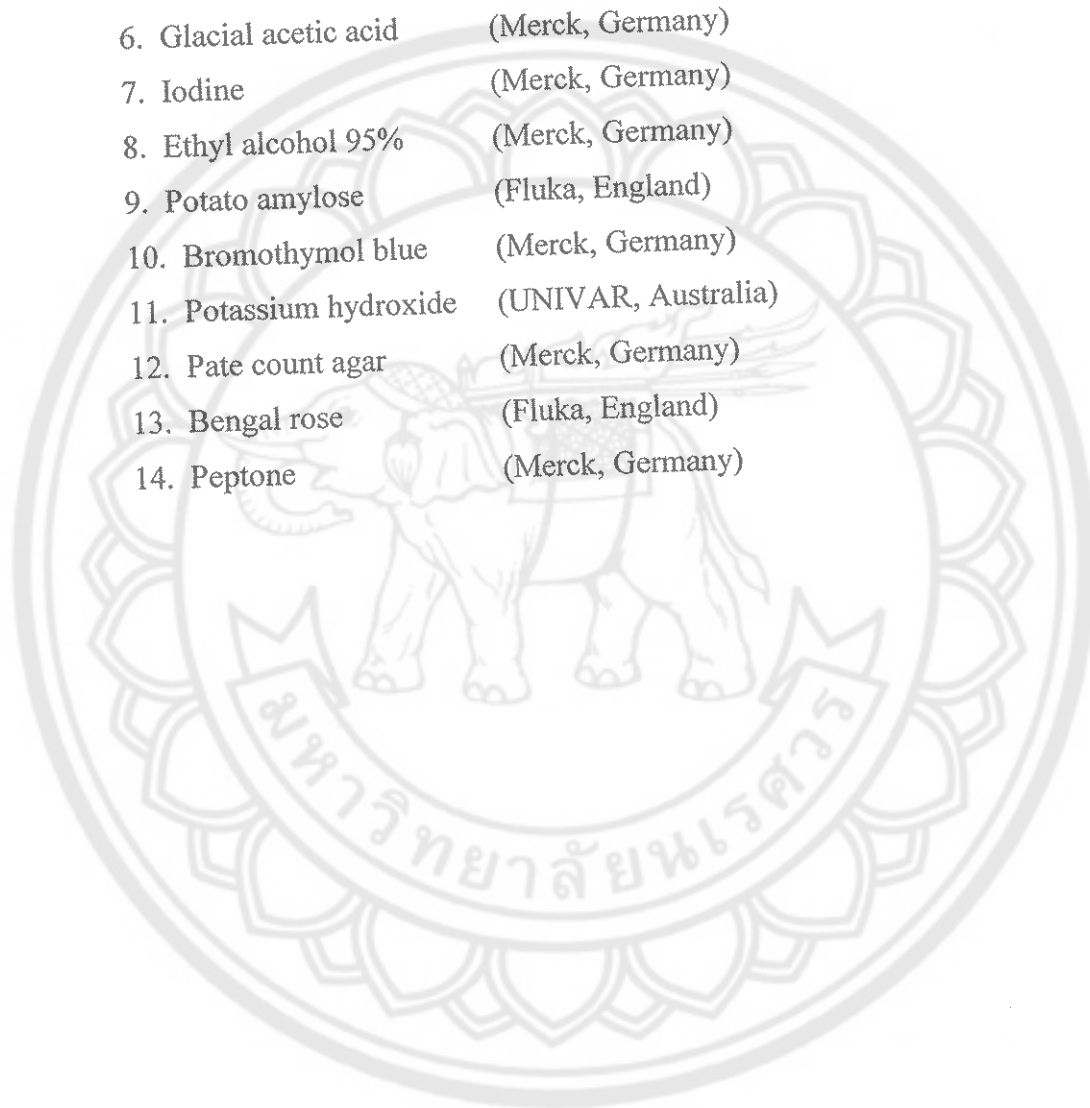 6. Glacial acetic acid (Merck, Germany)
7. Iodine (Merck, Germany)
8. Ethyl alcohol 95% (Merck, Germany)
9. Potato amylose (Fluka, England)
10. Bromothymol blue (Merck, Germany)
11. Potassium hydroxide (UNIVAR, Australia)
12. Pate count agar (Merck, Germany)
13. Bengal rose (Fluka, England)
14. Peptone (Merck, Germany)
มหาวิทยาลัยนเรศวร